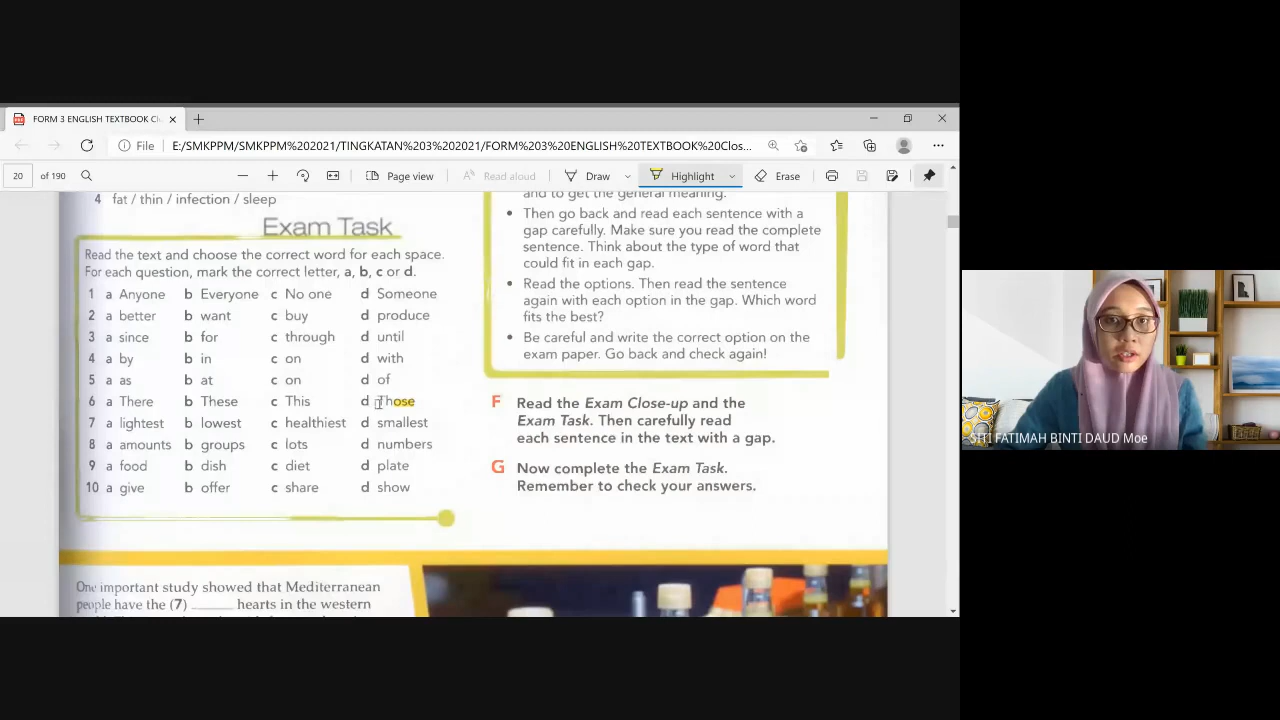 FORM 3 ENGLISH TEXTBOOK Cl
File E:/SMKPPM/SMKPPM%202021/TINGKATAN%203%202021/FORM%203%20ENGLISH%20TEXTBOOK%20Clos...
20 of 190 Page view Read aloud Draw Highlight Erase
4 fat / thin / infection / sleep
Exam Task
Read the text and choose the correct word for each space.
For each question, mark the correct letter, a, b, c or d.
1 a Anyone b Everyone c No one d Someone
2 a better b want c buy d produce
3 a since b for c through d until
4 a by b in c on d with
5 a as b at c on d of
6 a There b These c This d Those
7 a lightest b lowest c healthiest d smallest
8 a amounts b groups c lots d numbers
9 a food b dish c diet d plate
10 a give b offer c share d show
and to get the general meaning.
• Then go back and read each sentence with a
gap carefully. Make sure you read the complete
sentence. Think about the type of word that
could fit in each gap.
• Read the options. Then read the sentence
again with each option in the gap. Which word
fits the best?
• Be careful and write the correct option on the
exam paper. Go back and check again!
F Read the Exam Close-up and the
Exam Task. Then carefully read
each sentence in the text with a gap.
G Now complete the Exam Task.
Remember to check your answers.
One important study showed that Mediterranean
people have the (7) ______ hearts in the western
SITI FATIMAH BINTI DAUD Moe